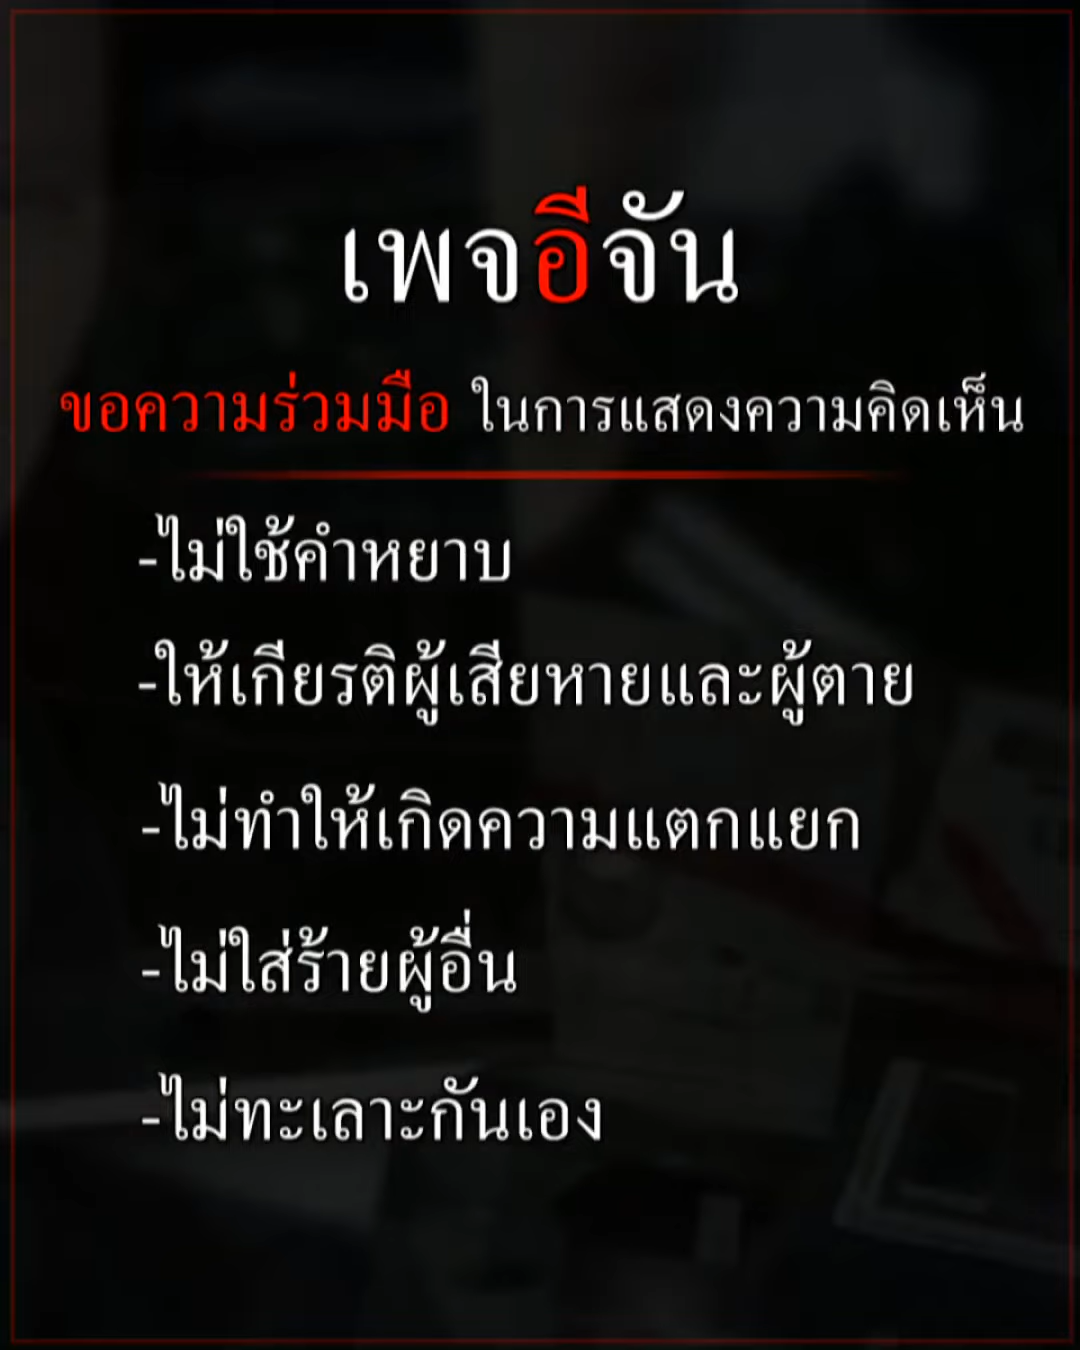 เพจอีจัน
ขอความร่วมมือ ในการแสดงความคิดเห็น
-ไม่ใช้คำหยาบ
-ให้เกียรติผู้เสียหายและผู้ตาย
-ไม่ทำให้เกิดความแตกแยก
-ไม่ใส่ร้ายผู้อื่น
-ไม่ทะเลาะกันเอง